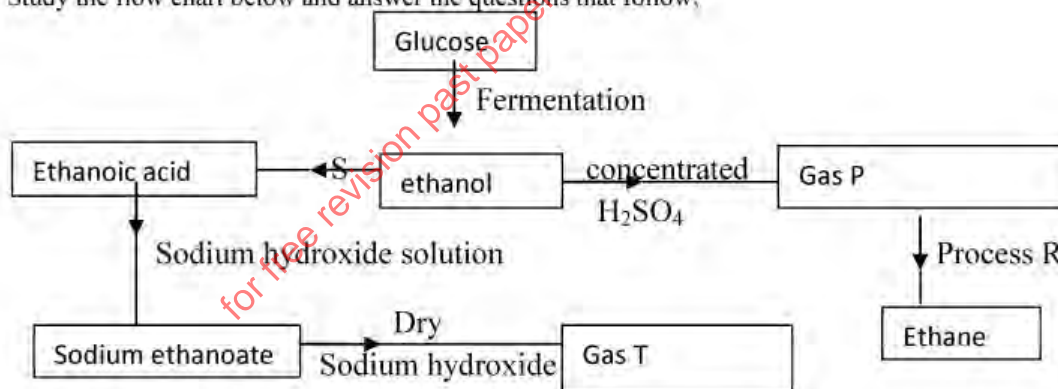 Study the flow chart below and answer the questions that follow;
Glucose
Fermentation
Ethanoic acid
S
ethanol
concentrated
H₂SO₄
Gas P
Sodium hydroxide solution
Process R
Sodium ethanoate
Dry
Sodium hydroxide
Gas T
Ethane
for free revision past pape